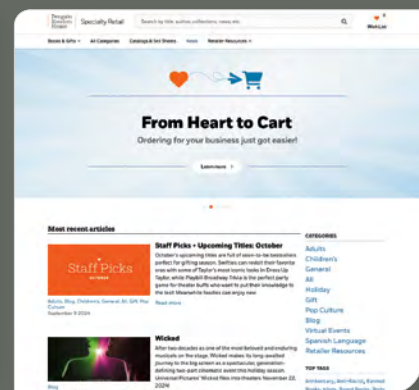 Penguin
Random
House
Specialty Retail
Search by title, author, collections, news, etc.
Wish List
Books & Gifts
All Categories
Catalogs & Set Sheets
News
Retailer Resources
From Heart to Cart
Ordering for your business just got easier!
Learn more
Most recent articles
Staff Picks
OCTOBER
Adults, Blog, Children's, General, All, Gift, Pop
Culture
September 9 2024
Staff Picks + Upcoming Titles: October
October's upcoming titles are full of soon-to-be bestsellers
perfect for gifting season. Swifties can match their favorite
eras with some of Taylor's most iconic looks in Dress Up
Taylor, while Playbill Broadway Trivia is the perfect party
game for theater buffs who want to put their knowledge to
the test! Meanwhile foodies can enjoy new
Read more
Blog
Wicked
After two decades as one of the most beloved and enduring
musicals on the stage, Wicked makes its long-awaited
journey to the big screen as a spectacular, generation-
defining two-part cinematic event this holiday season.
Universal Pictures' Wicked flies into theaters November 22,
2024!
CATEGORIES
Adults
Children's
General
All
Holiday
Gift
Pop Culture
Blog
Virtual Events
Spanish Language
Retailer Resources
TOP TAGS